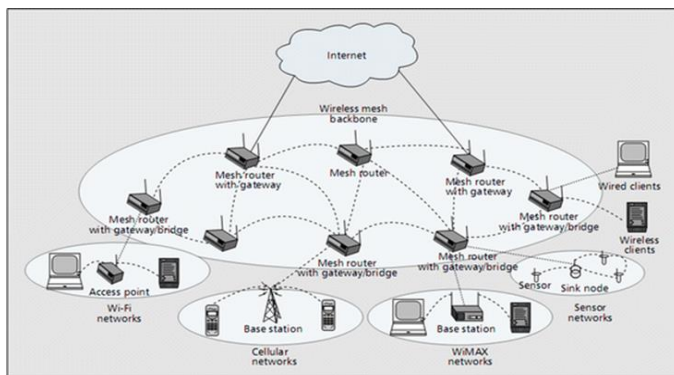 Internet
Wireless mesh
backbone
Mesh router
with gateway
Mesh router
Mesh router
with gateway
Wired clients
Mesh router
with gateway/bridge
Mesh router
with gateway/bridge
Wireless
clients
Mesh router
with gateway/bridge
Mesh router
with gateway/bridge
Access point
Wi-Fi
networks
Base station
Cellular
networks
Base station
WiMAX
networks
Sensor
Sink node
Sensor
networks